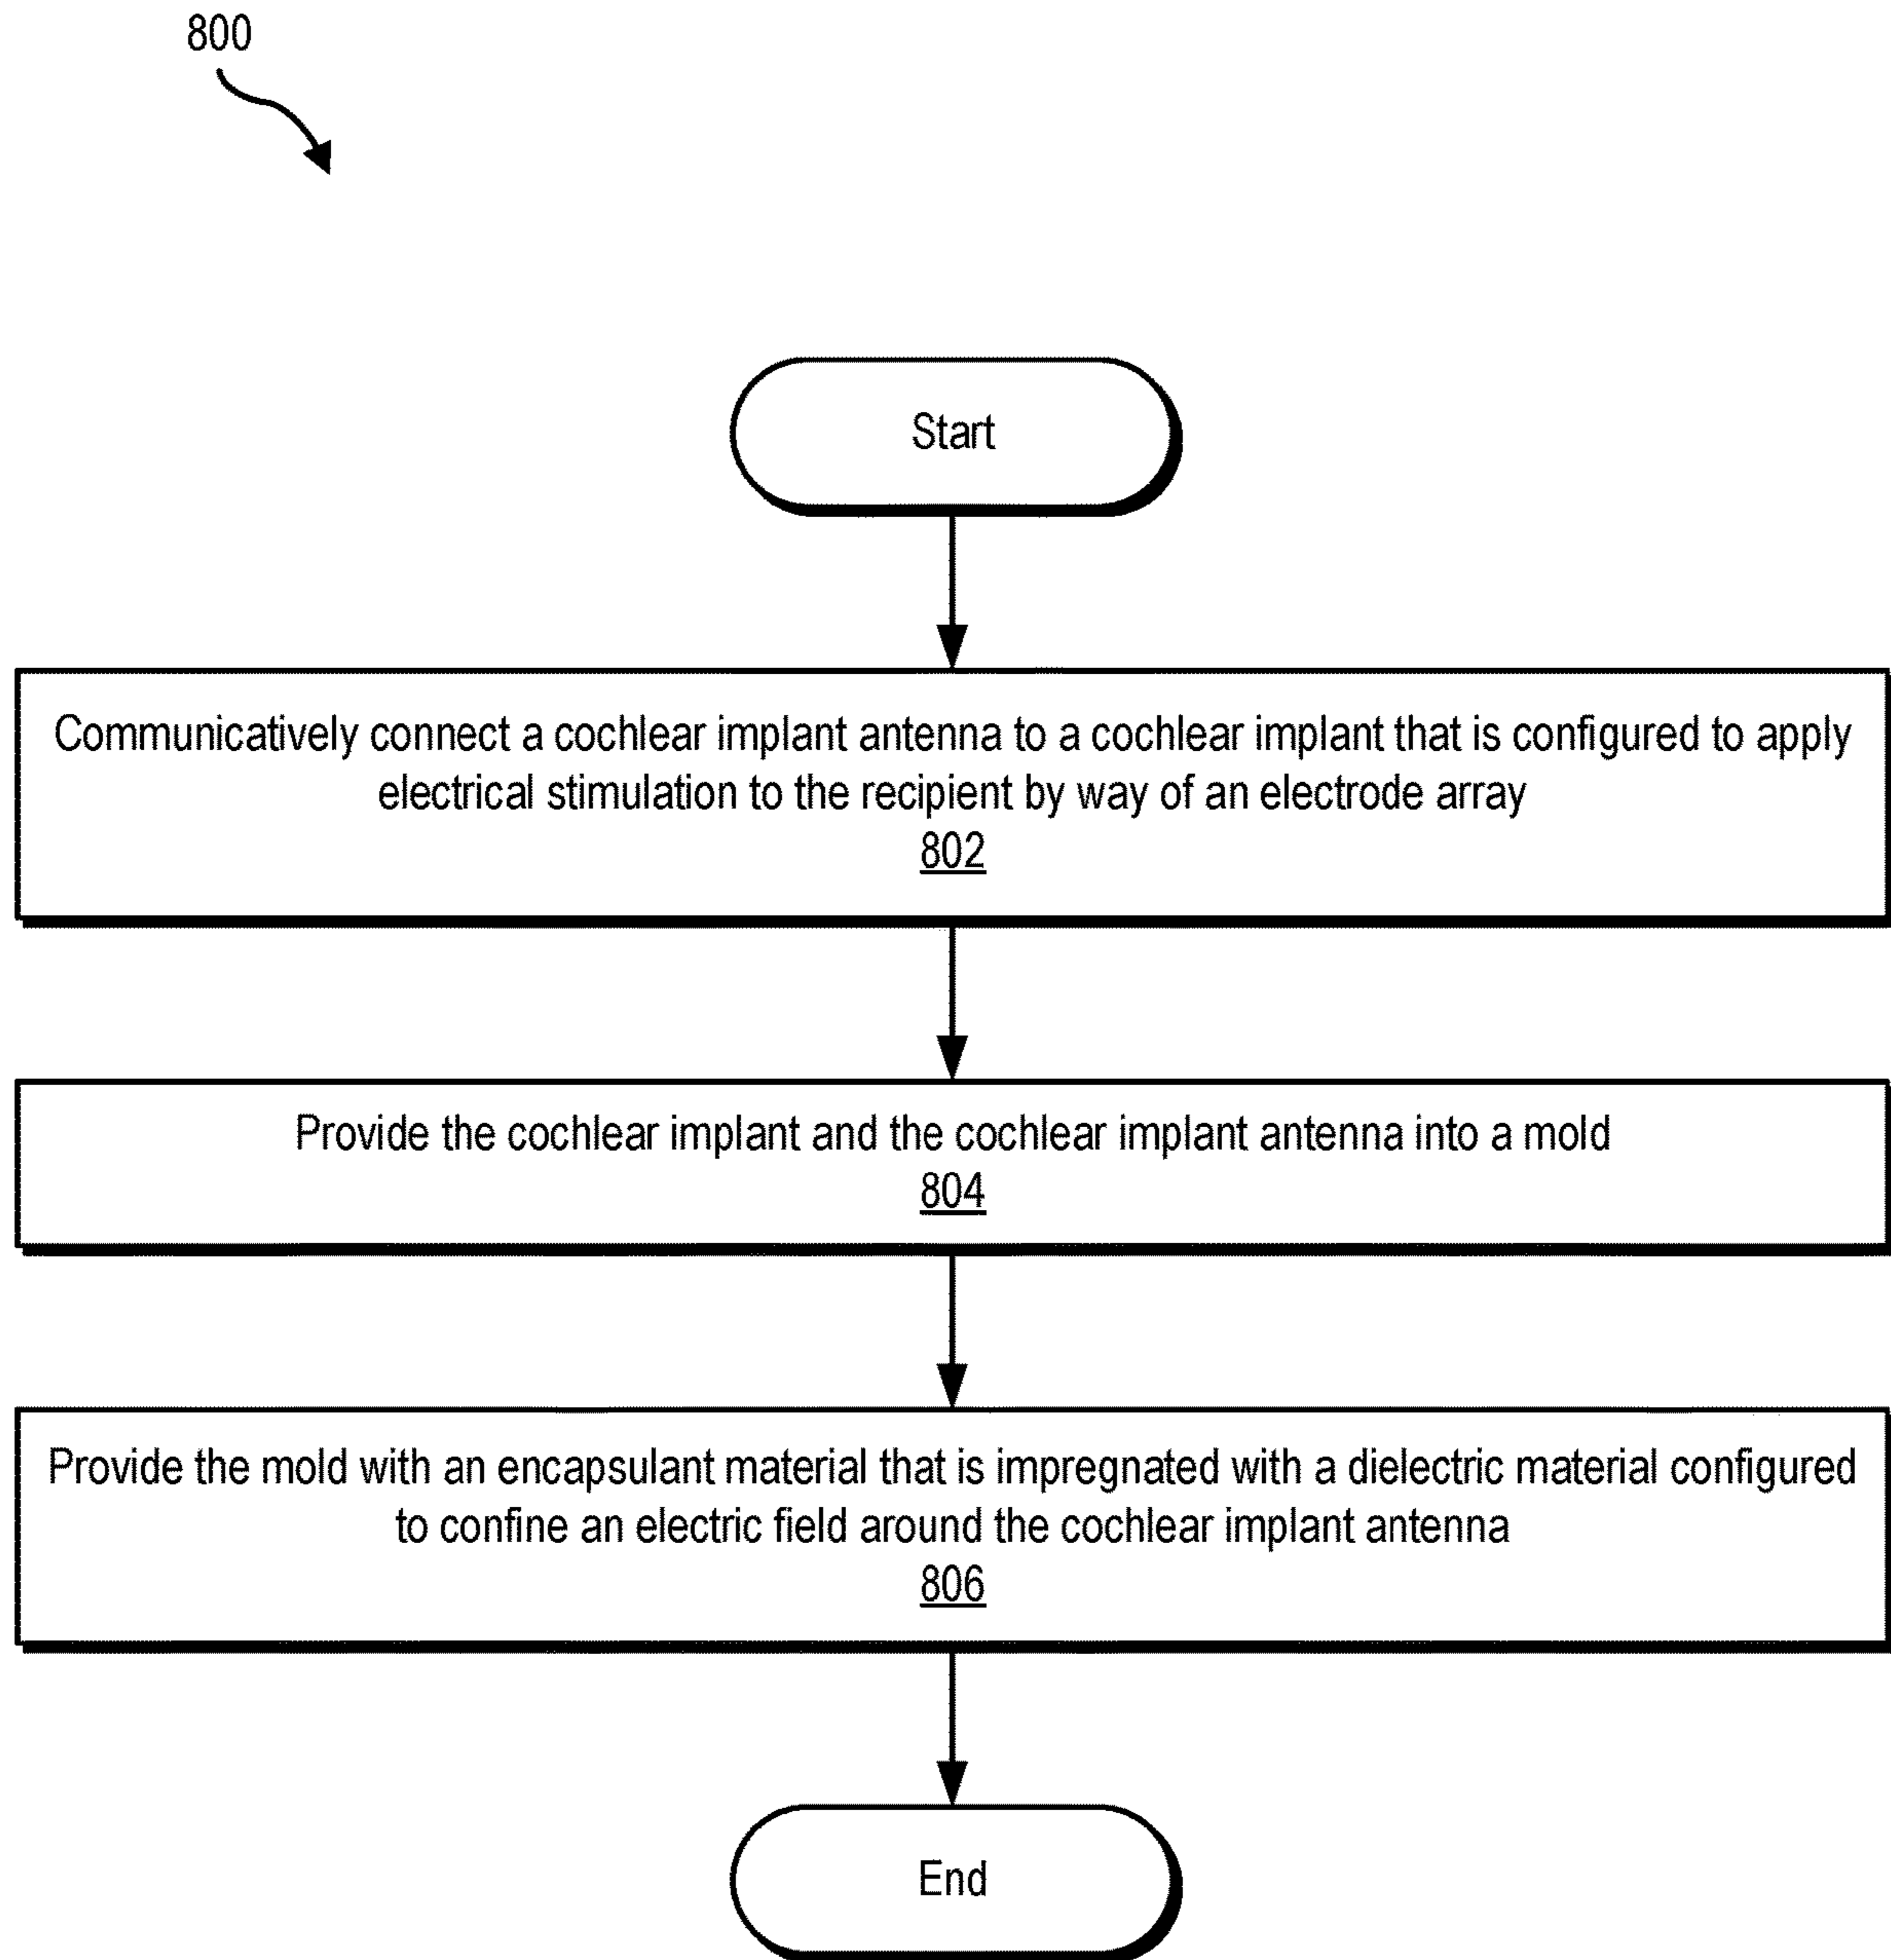 800
Start
Communicatively connect a cochlear implant antenna to a cochlear implant that is configured to apply
electrical stimulation to the recipient by way of an electrode array
802
Provide the cochlear implant and the cochlear implant antenna into a mold
804
Provide the mold with an encapsulant material that is impregnated with a dielectric material configured
to confine an electric field around the cochlear implant antenna
806
End